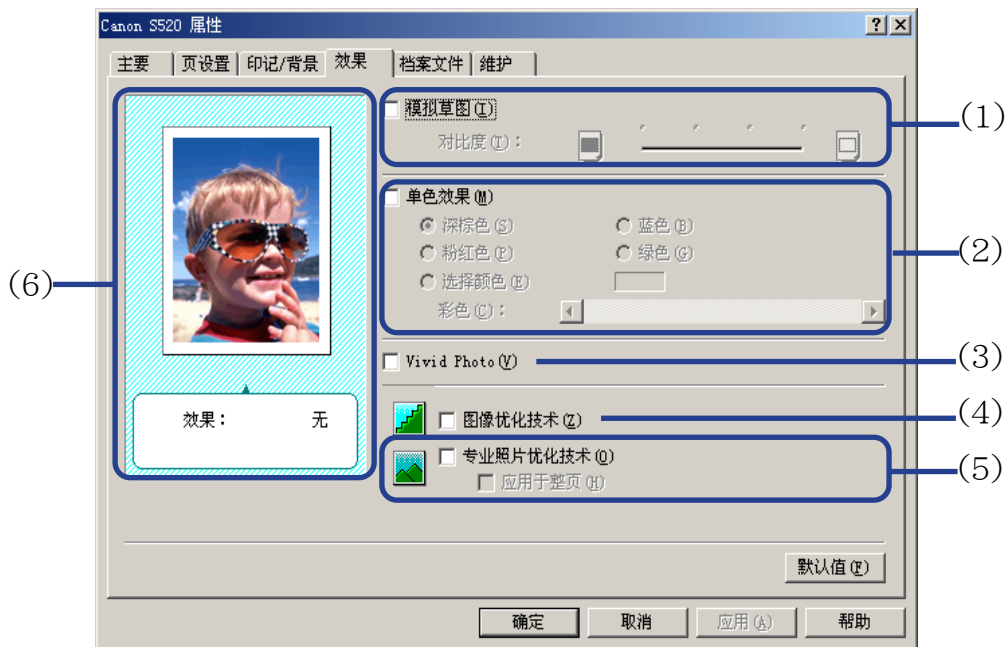 Canon S520 属性
主要 页设置 印记/背景 效果 档案文件 维护
模拟草图(I)
对比度(T)：
(1)
单色效果(M)
深棕色(S) 蓝色(B)
粉红色(P) 绿色(G)
选择颜色(E)
彩色(C)：
(2)
Vivid Photo(V)
(3)
图像优化技术(Z)
(4)
专业照片优化技术(O)
应用于整页(H)
(5)
(6)
效果： 无
默认值(F)
确定 取消 应用(A) 帮助